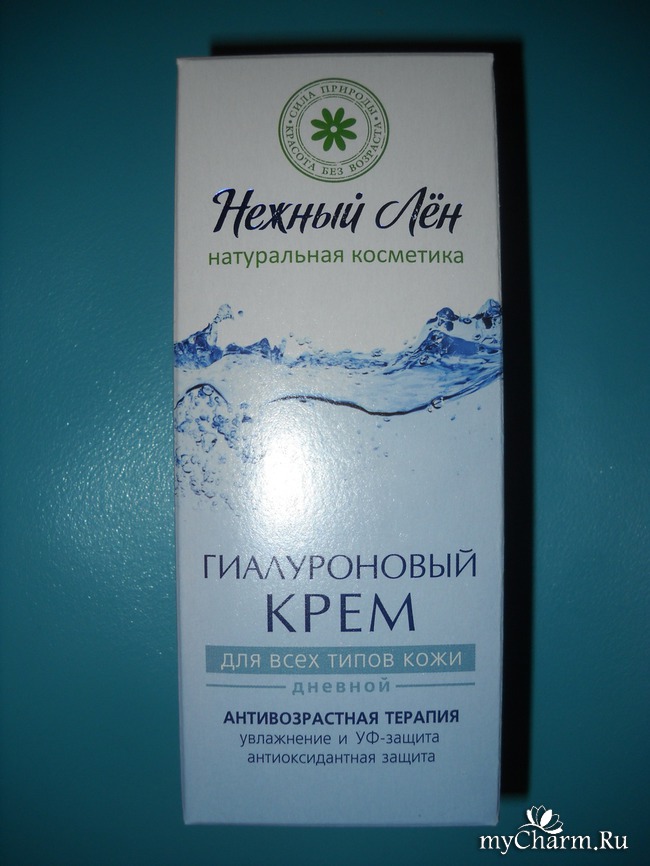 СИЛА ПРИРОДЫ
КРАСОТА БЕЗ ВОЗРАСТА
Нежный Лён
натуральная косметика
ГИАЛУРОНОВЫЙ
КРЕМ
для всех типов кожи
дневной
АНТИВОЗРАСТНАЯ ТЕРАПИЯ
увлажнение и УФ-защита
антиоксидантная защита
myCharm.Ru